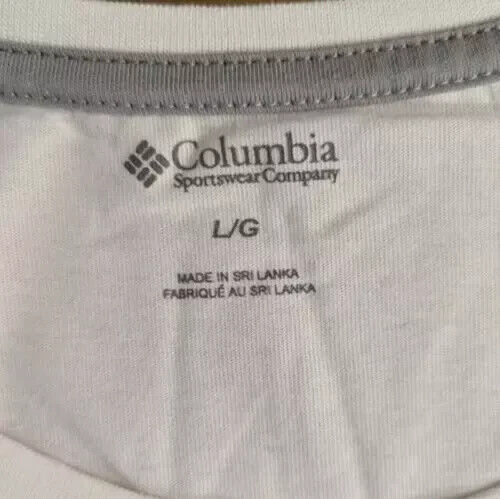 Columbia
Sportswear Company
L/G
MADE IN SRI LANKA
FABRIQUÉ AU SRI LANKA